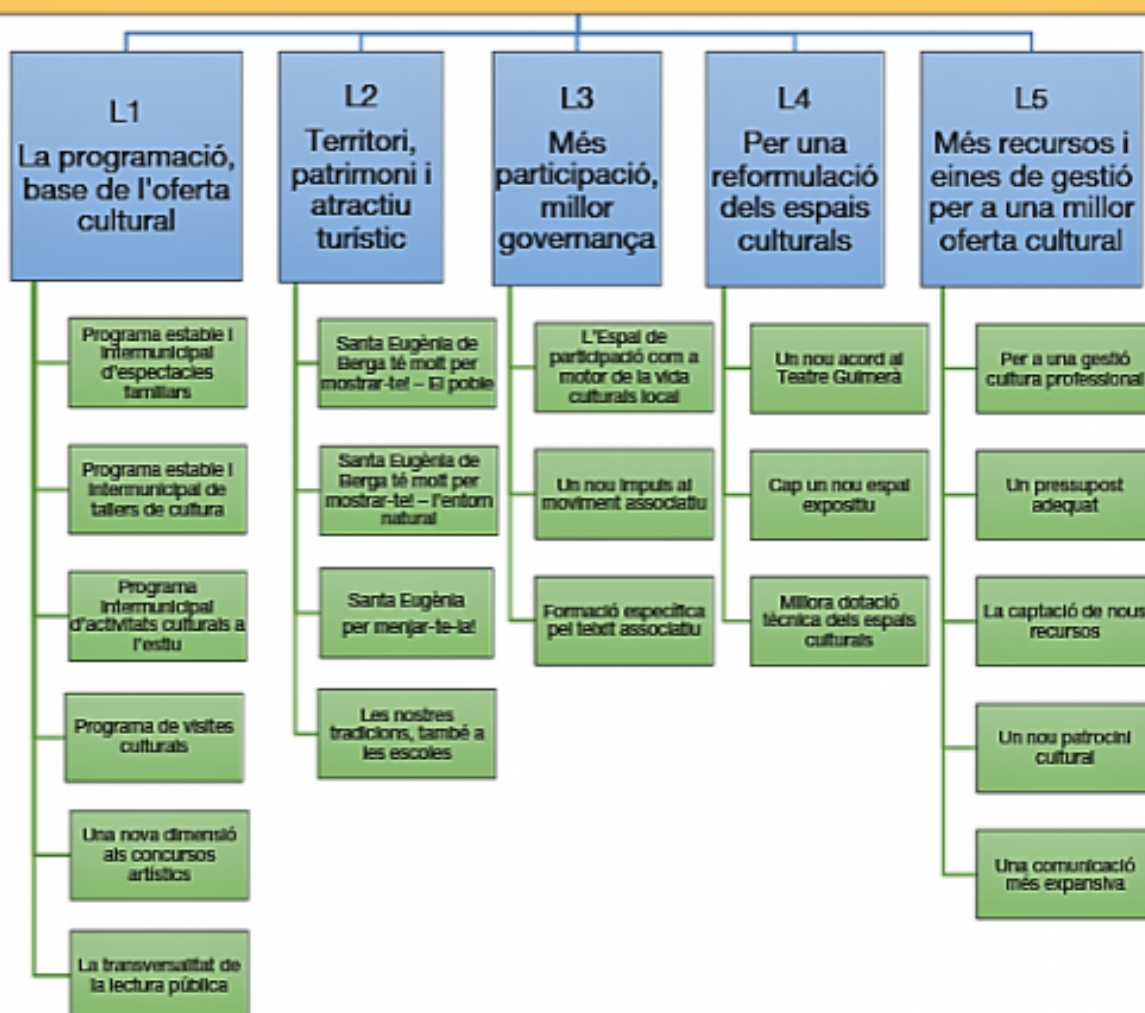 L1
La programació,
base de l'oferta
cultural
Programa estable i
intermunicipal
d'espectacles
familiars
Programa estable i
intermunicipal de
tallers de cultura
Programa
intermunicipal
d'activitats culturals a
l'estiu
Programa de visites
culturals
Una nova dimensió
als concursos
artístics
La transversalitat de
la lectura pública
L2
Territori,
patrimoni i
atractiu
turístic
Santa Eugènia de
Berga té molt per
mostrar-te! – El poble
Santa Eugènia de
Berga té molt per
mostrar-te! – l'entorn
natural
Santa Eugènia
per menjar-te-la!
Les nostres
tradicions, també a
les escoles
L3
Més
participació,
millor
governança
L'Espai de
participació com a
motor de la vida
culturals local
Un nou impuls al
moviment associatiu
Formació específica
pel teixit associatiu
L4
Per una
reformulació
dels espais
culturals
Un nou acord al
Teatre Guimerà
Cap un nou espai
expositiu
Millora dotació
tècnica dels espais
culturals
L5
Més recursos i
eines de gestió
per a una millor
oferta cultural
Per a una gestió
cultura professional
Un pressupost
adequat
La captació de nous
recursos
Un nou patrocini
cultural
Una comunicació
més expansiva